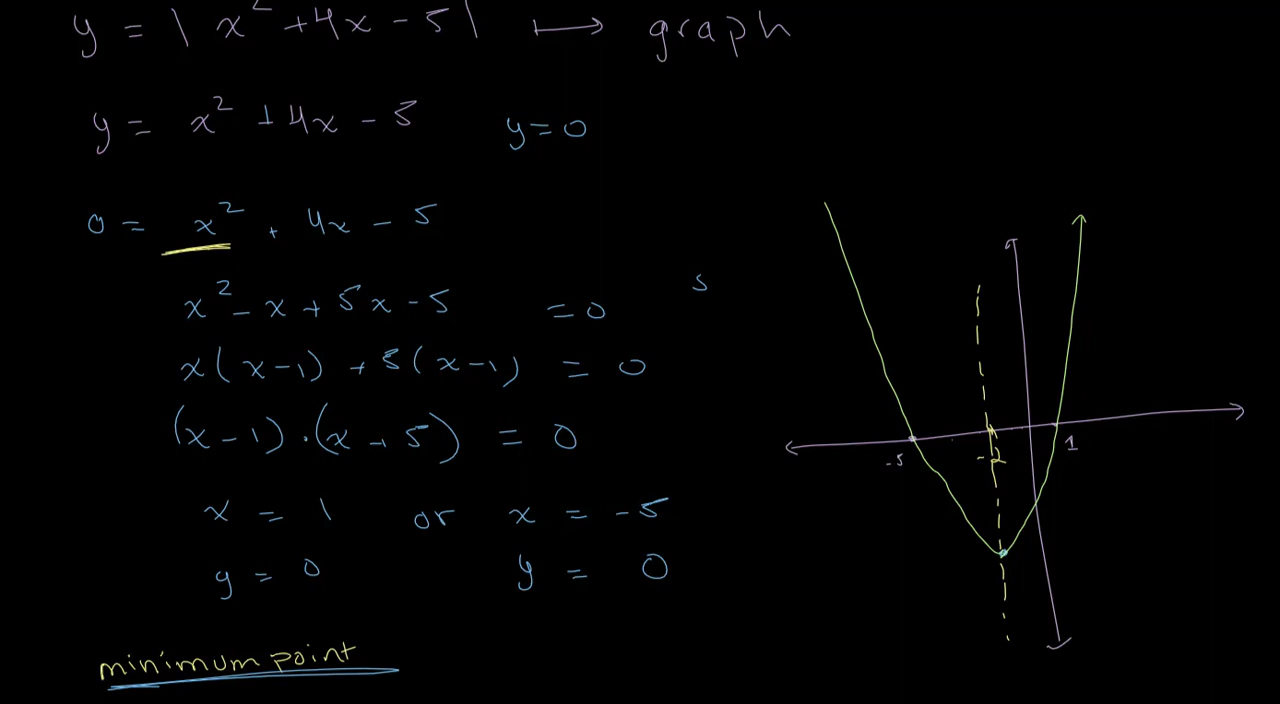 y = | x² + 4x - 5 | ⟼ graph
y = x² + 4x - 5 y = 0
0 = x² + 4x - 5
x² - x + 5x - 5 = 0
s
x(x-1) + 5(x-1) = 0
(x-1)·(x+5) = 0
x = 1 or x = -5
y = 0 y = 0
minimum point
-5 -2 1